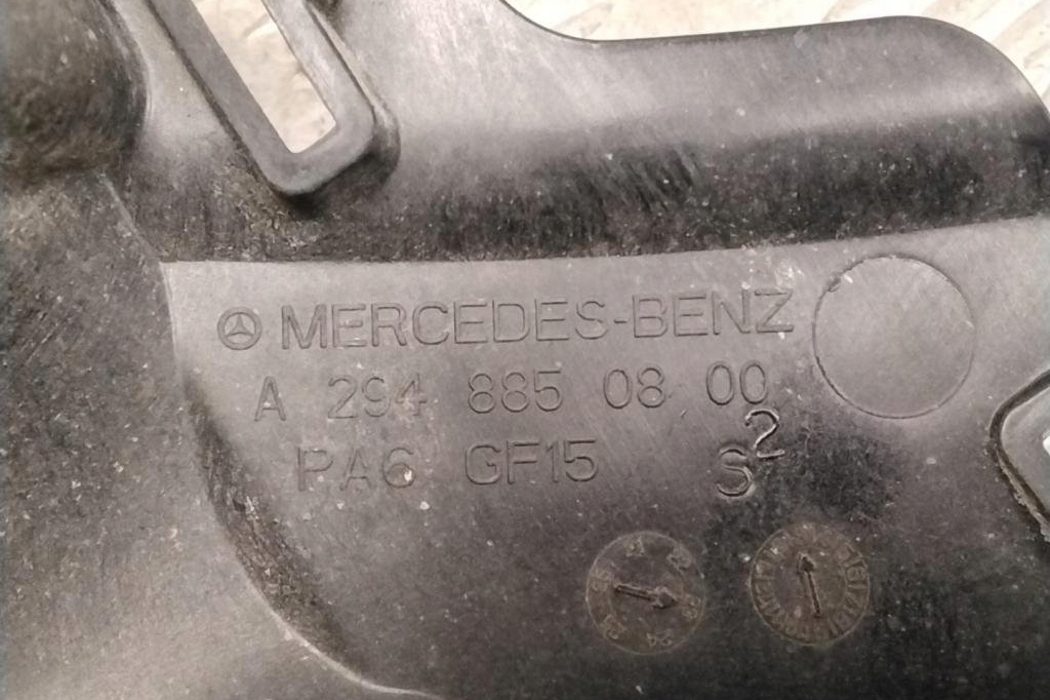 MERCEDES-BENZ
A 294 885 08 00
PA6 GF15 S2